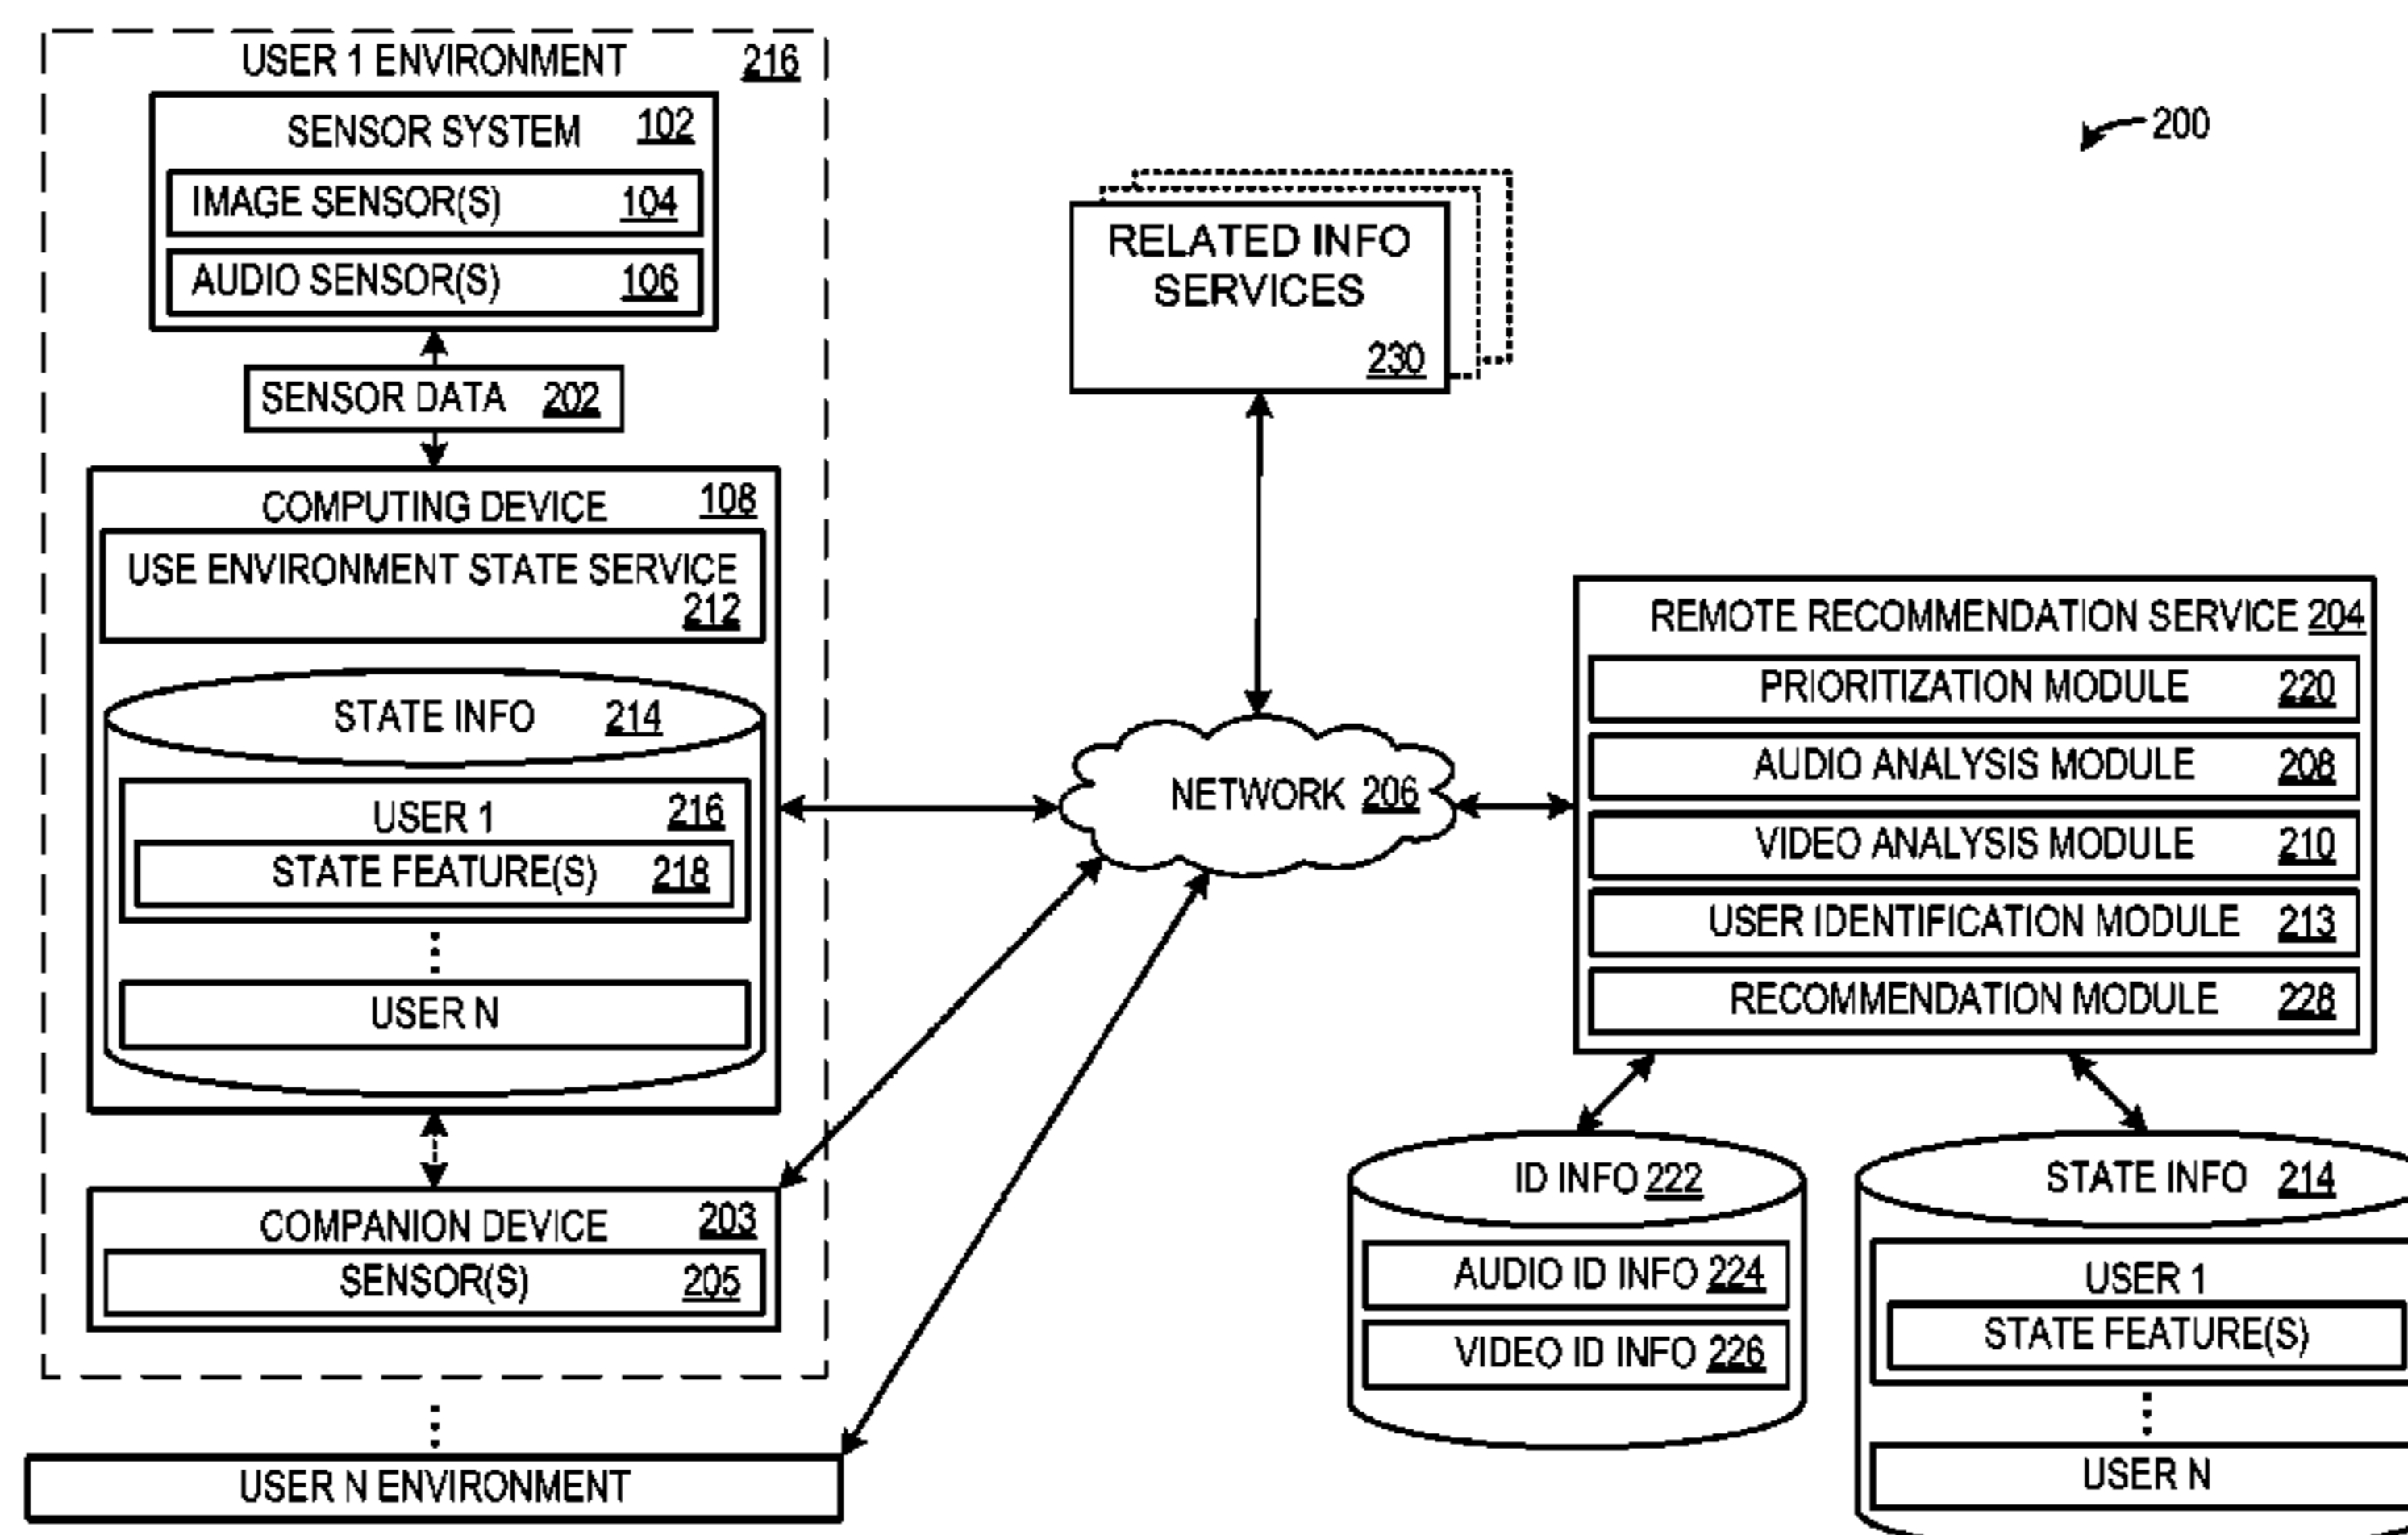 USER 1 ENVIRONMENT 216
SENSOR SYSTEM 102
IMAGE SENSOR(S) 104
AUDIO SENSOR(S) 106
SENSOR DATA 202
COMPUTING DEVICE 108
USE ENVIRONMENT STATE SERVICE
212
STATE INFO 214
USER 1 216
STATE FEATURE(S) 218
USER N
COMPANION DEVICE 203
SENSOR(S) 205
USER N ENVIRONMENT
200
RELATED INFO
SERVICES
230
NETWORK 206
REMOTE RECOMMENDATION SERVICE 204
PRIORITIZATION MODULE 220
AUDIO ANALYSIS MODULE 208
VIDEO ANALYSIS MODULE 210
USER IDENTIFICATION MODULE 213
RECOMMENDATION MODULE 228
ID INFO 222
AUDIO ID INFO 224
VIDEO ID INFO 226
STATE INFO 214
USER 1
STATE FEATURE(S)
USER N